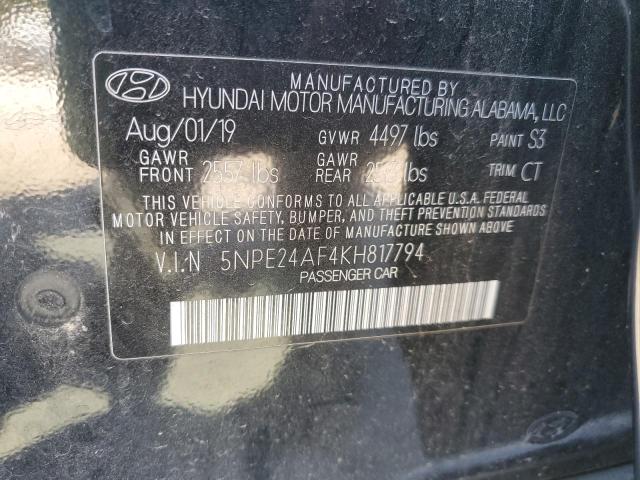 MANUFACTURED BY
HYUNDAI MOTOR MANUFACTURING ALABAMA, LLC
Aug/01/19 GVWR 4497 lbs PAINT S3
GAWR FRONT 2557 lbs GAWR REAR lbs TRIM CT
THIS VEHICLE CONFORMS TO ALL APPLICABLE U.S.A. FEDERAL
MOTOR VEHICLE SAFETY, BUMPER, AND THEFT PREVENTION STANDARDS
IN EFFECT ON THE DATE OF MANUFACTURE SHOWN ABOVE.
V.I.N 5NPE24AF4KH817794
PASSENGER CAR